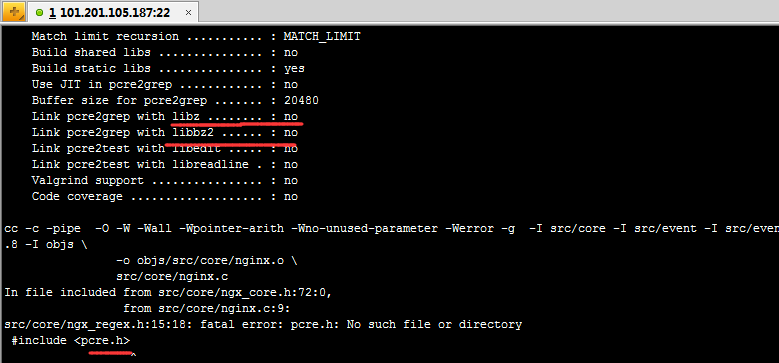 1 101.201.105.187:22 ×
Match limit recursion ........... : MATCH_LIMIT
Build shared libs ............... : no
Build static libs ............... : yes
Use JIT in pcre2grep ............ : no
Buffer size for pcre2grep ....... : 20480
Link pcre2grep with libz ........ : no
Link pcre2grep with libbz2 ...... : no
Link pcre2test with libedit ..... : no
Link pcre2test with libreadline . : no
Valgrind support ................ : no
Code coverage ................... : no
cc -c -pipe  -O -W -Wall -Wpointer-arith -Wno-unused-parameter -Werror -g  -I src/core -I src/event -I src/even
.8 -I objs \
-o objs/src/core/nginx.o \
src/core/nginx.c
In file included from src/core/ngx_core.h:72:0,
from src/core/nginx.c:9:
src/core/ngx_regex.h:15:18: fatal error: pcre.h: No such file or directory
#include <pcre.h>
^